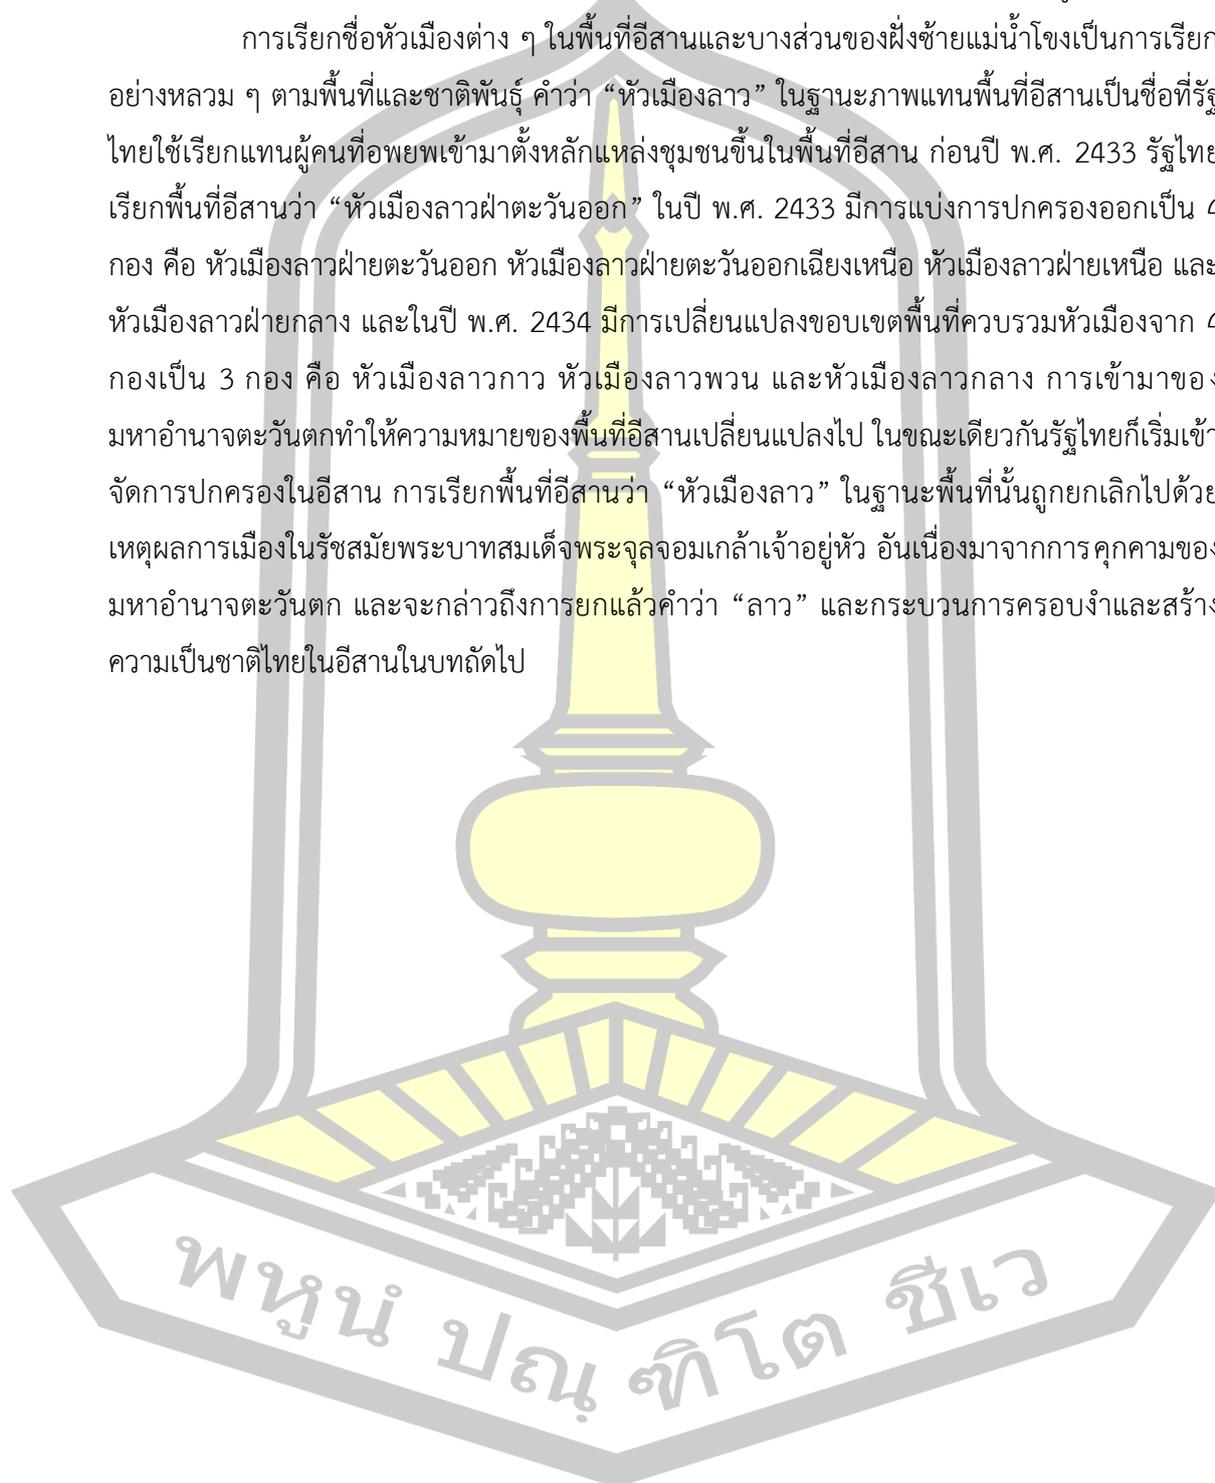 การเรียกชื่อหัวเมืองต่าง ๆ ในพื้นที่อีสานและบางส่วนของฝั่งซ้ายแม่น้ำโขงเป็นการเรียก
อย่างหลวม ๆ ตามพื้นที่และชาติพันธุ์ คำว่า “หัวเมืองลาว” ในฐานะภาพแทนพื้นที่อีสานเป็นชื่อที่รัฐ
ไทยใช้เรียกแทนผู้คนที่อพยพเข้ามาตั้งหลักแหล่งชุมชนขึ้นในพื้นที่อีสาน ก่อนปี พ.ศ. 2433 รัฐไทย
เรียกพื้นที่อีสานว่า “หัวเมืองลาวฝ่าตะวันออก” ในปี พ.ศ. 2433 มีการแบ่งการปกครองออกเป็น 4
กอง คือ หัวเมืองลาวฝ่ายตะวันออก หัวเมืองลาวฝ่ายตะวันออกเฉียงเหนือ หัวเมืองลาวฝ่ายเหนือ และ
หัวเมืองลาวฝ่ายกลาง และในปี พ.ศ. 2434 มีการเปลี่ยนแปลงขอบเขตพื้นที่ควบรวมหัวเมืองจาก 4
กองเป็น 3 กอง คือ หัวเมืองลาวกาว หัวเมืองลาวพวน และหัวเมืองลาวกลาง การเข้ามาของ
มหาอำนาจตะวันตกทำให้ความหมายของพื้นที่อีสานเปลี่ยนแปลงไป ในขณะเดียวกันรัฐไทยก็เริ่มเข้า
จัดการปกครองในอีสาน การเรียกพื้นที่อีสานว่า “หัวเมืองลาว” ในฐานะพื้นที่นั้นถูกยกเลิกไปด้วย
เหตุผลการเมืองในรัชสมัยพระบาทสมเด็จพระจุลจอมเกล้าเจ้าอยู่หัว อันเนื่องมาจากการคุกคามของ
มหาอำนาจตะวันตก และจะกล่าวถึงการยกแล้วคำว่า “ลาว” และกระบวนการครอบงำและสร้าง
ความเป็นชาติไทยในอีสานในบทถัดไป
พหูนํ ปณฺ ฑิโต ชีเว